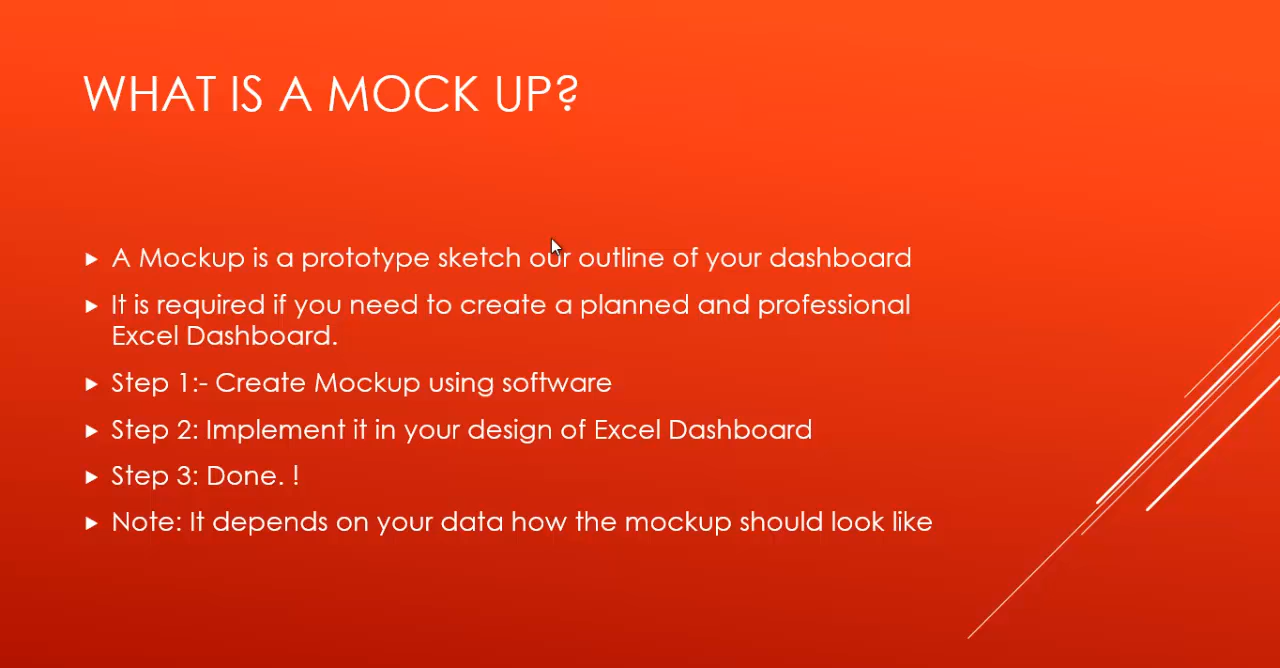 WHAT IS A MOCK UP?
A Mockup is a prototype sketch our outline of your dashboard
It is required if you need to create a planned and professional
Excel Dashboard.
Step 1:- Create Mockup using software
Step 2: Implement it in your design of Excel Dashboard
Step 3: Done. !
Note: It depends on your data how the mockup should look like